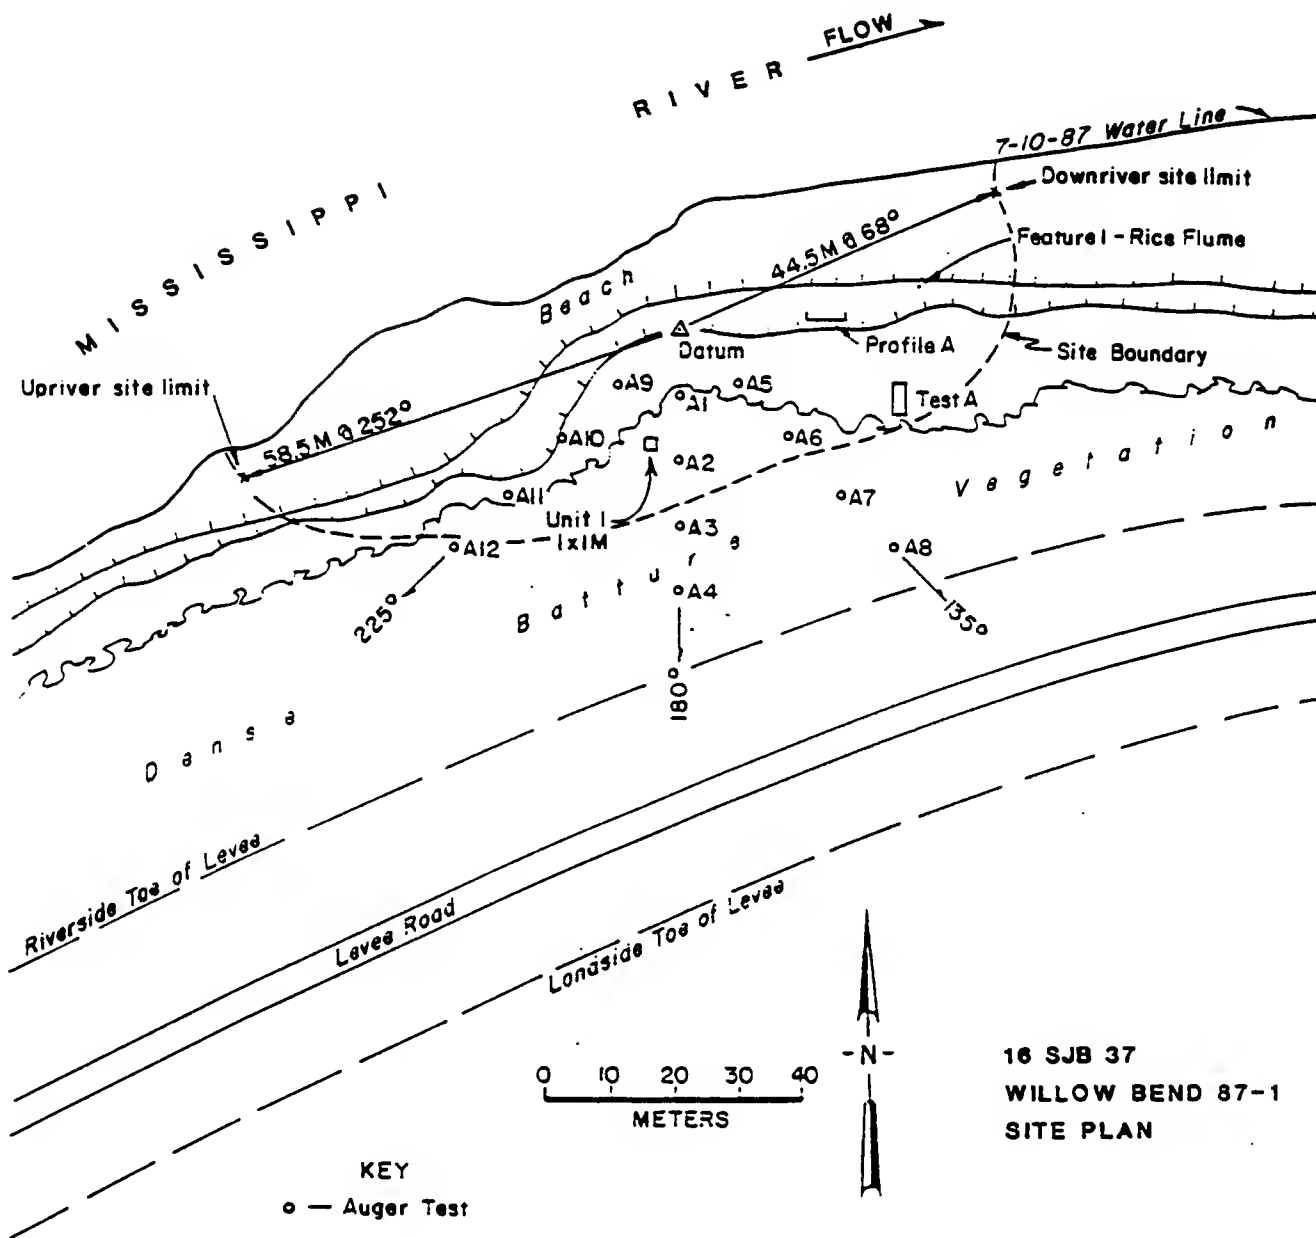 FLOW
MISSISSIPPI RIVER
7-10-87 Water Line
Downriver site limit
44.5M @ 68°
Feature 1 - Rice Flume
Beach
Datum
Profile A
Site Boundary
Upriver site limit
58.5M @ 252°
A9
A1
A5
Test A
A10
A6
A2
A11
A7
Unit 1
1x1M
A3
A12
A8
A4
225°
180°
135°
Dense Batture Vegetation
Riverside Toe of Levee
Levee Road
Landside Toe of Levee
0 10 20 30 40
METERS
-N-
16 SJB 37
WILLOW BEND 87-1
SITE PLAN
KEY
o — Auger Test